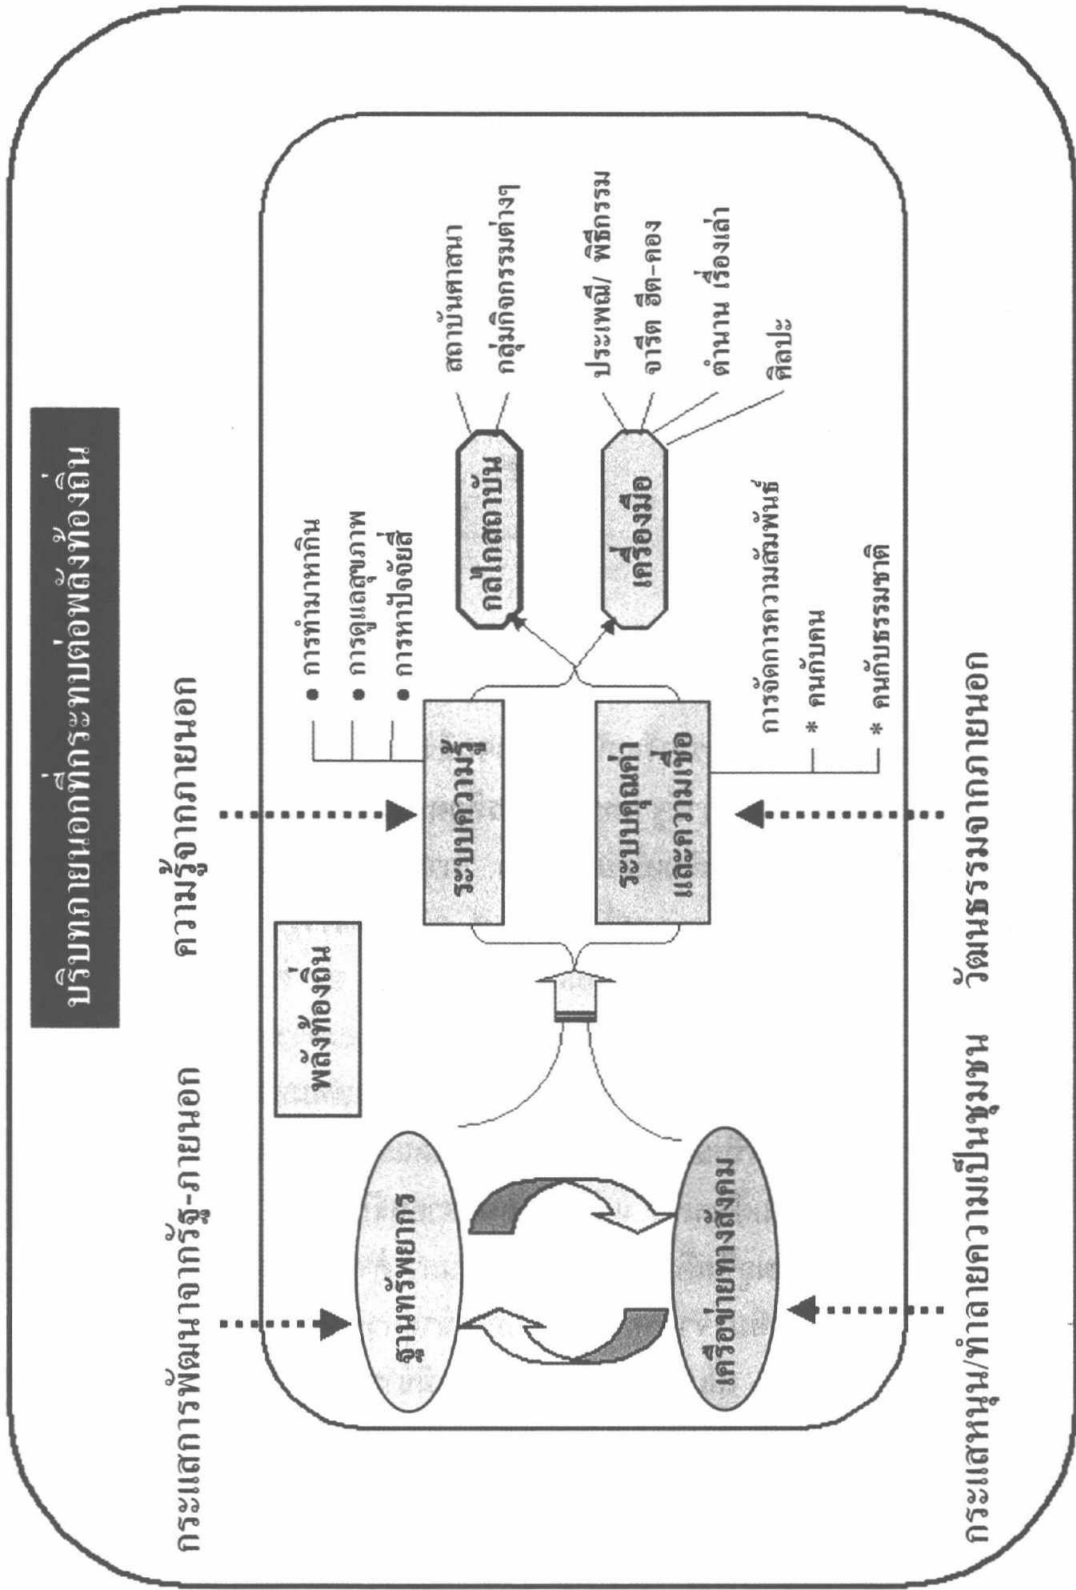 บริบทภายนอกที่กระทบต่อพลังท้องถิ่น
กระแสการพัฒนาจากรัฐ-ภายนอก
ความรู้จากภายนอก
พลังท้องถิ่น
• การทำมาหากิน
• การดูแลสุขภาพ
• การหาปัจจัยสี่
ฐานทรัพยากร
ระบบความรู้
กลไกสถาบัน
สถาบันศาสนา
กลุ่มกิจกรรมต่างๆ
เครือข่ายทางสังคม
ระบบคุณค่า
และความเชื่อ
เครื่องมือ
ประเพณี/ พิธีกรรม
จารีต ฮีต-คอง
ตำนาน เรื่องเล่า
ศิลปะ
การจัดการความสัมพันธ์
* คนกับคน
* คนกับธรรมชาติ
กระแสหนุน/ทำลายความเป็นชุมชน
วัฒนธรรมจากภายนอก